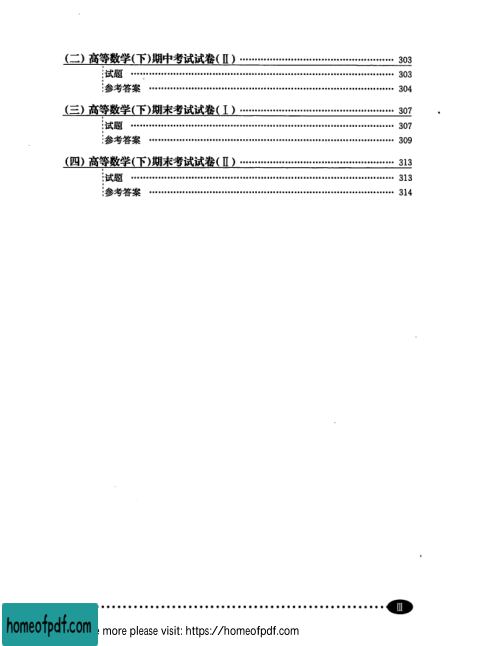 (二) 高等数学(下)期中考试试卷(Ⅱ) ………………………………………… 303
试题 ………………………………………………………………………… 303
参考答案 …………………………………………………………………… 304
(三) 高等数学(下)期末考试试卷(Ⅰ) ………………………………………… 307
试题 ………………………………………………………………………… 307
参考答案 …………………………………………………………………… 309
(四) 高等数学(下)期末考试试卷(Ⅱ) ………………………………………… 313
试题 ………………………………………………………………………… 313
参考答案 …………………………………………………………………… 314
Ⅲ
homeofpdf.com
more please visit: https://homeofpdf.com